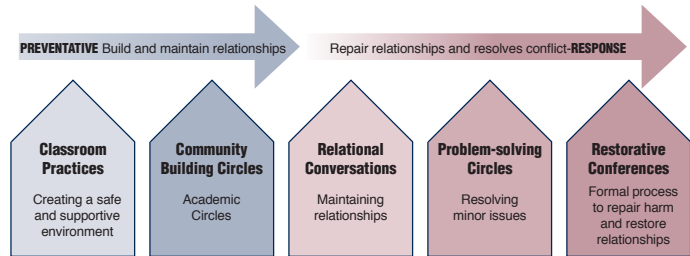 PREVENTATIVE Build and maintain relationships
Repair relationships and resolves conflict-RESPONSE
Classroom
Practices
Creating a safe
and supportive
environment
Community
Building Circles
Academic
Circles
Relational
Conversations
Maintaining
relationships
Problem-solving
Circles
Resolving
minor issues
Restorative
Conferences
Formal process
to repair harm
and restore
relationships